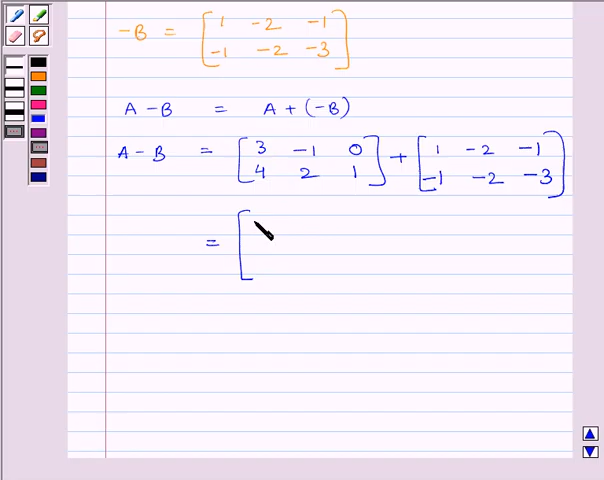 -B = [ 1 -2 -1
-1 -2 -3 ]
A - B = A + (-B)
A - B = [ 3 -1 0 + [ 1 -2 -1
4 2 1 ] -1 -2 -3 ]
= [